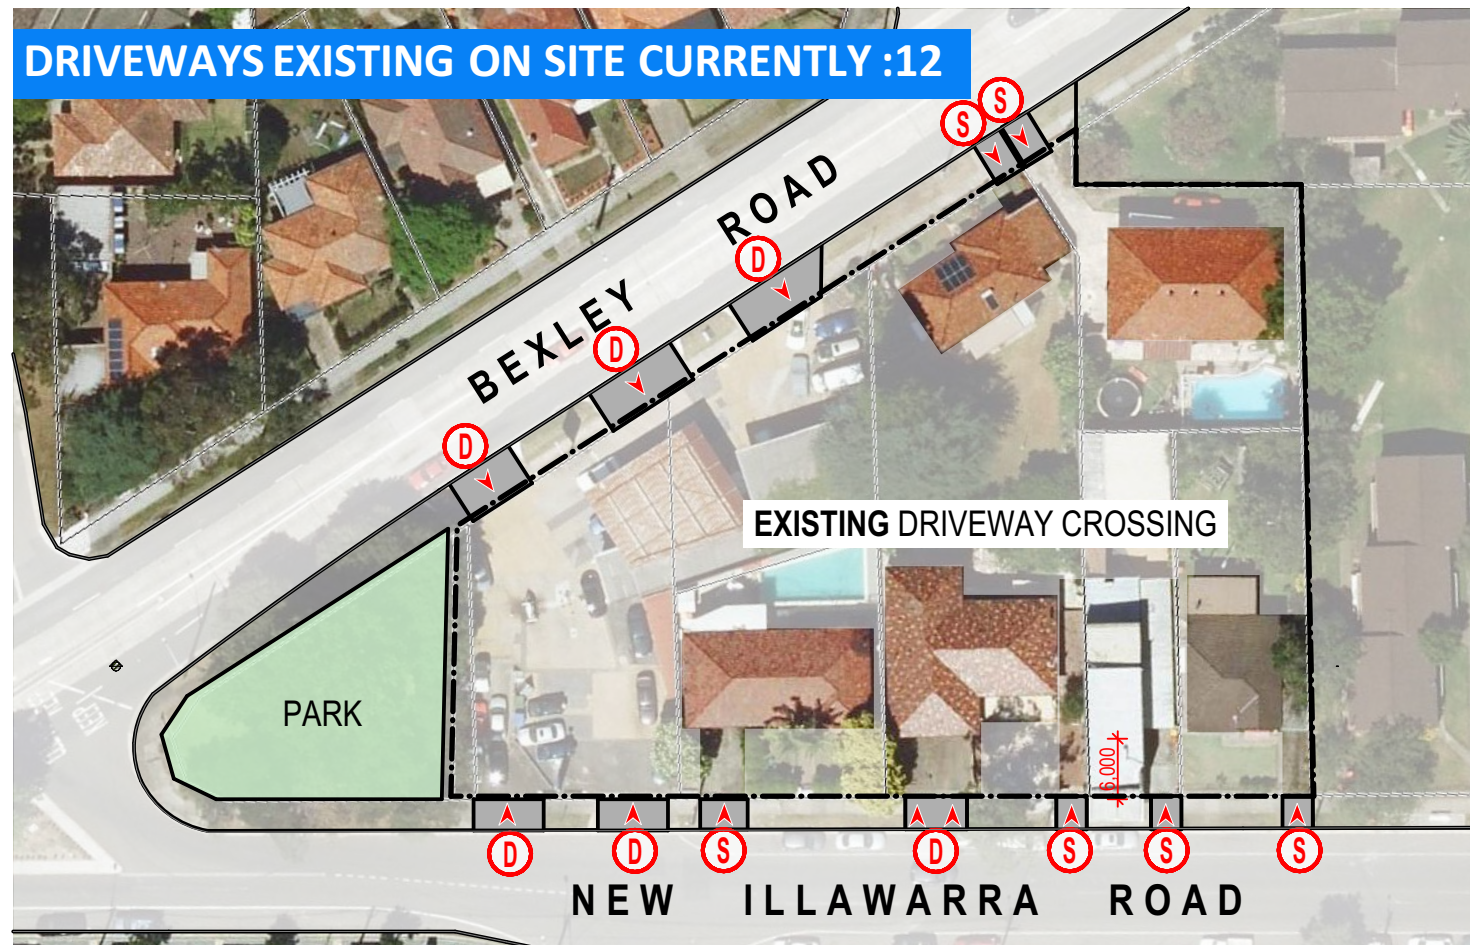 DRIVEWAYS EXISTING ON SITE CURRENTLY :12
S
S
ROAD
D
BEXLEY
D
D
EXISTING DRIVEWAY CROSSING
PARK
6,000
D
D
S
D
S
S
S
NEW ILLAWARRA ROAD